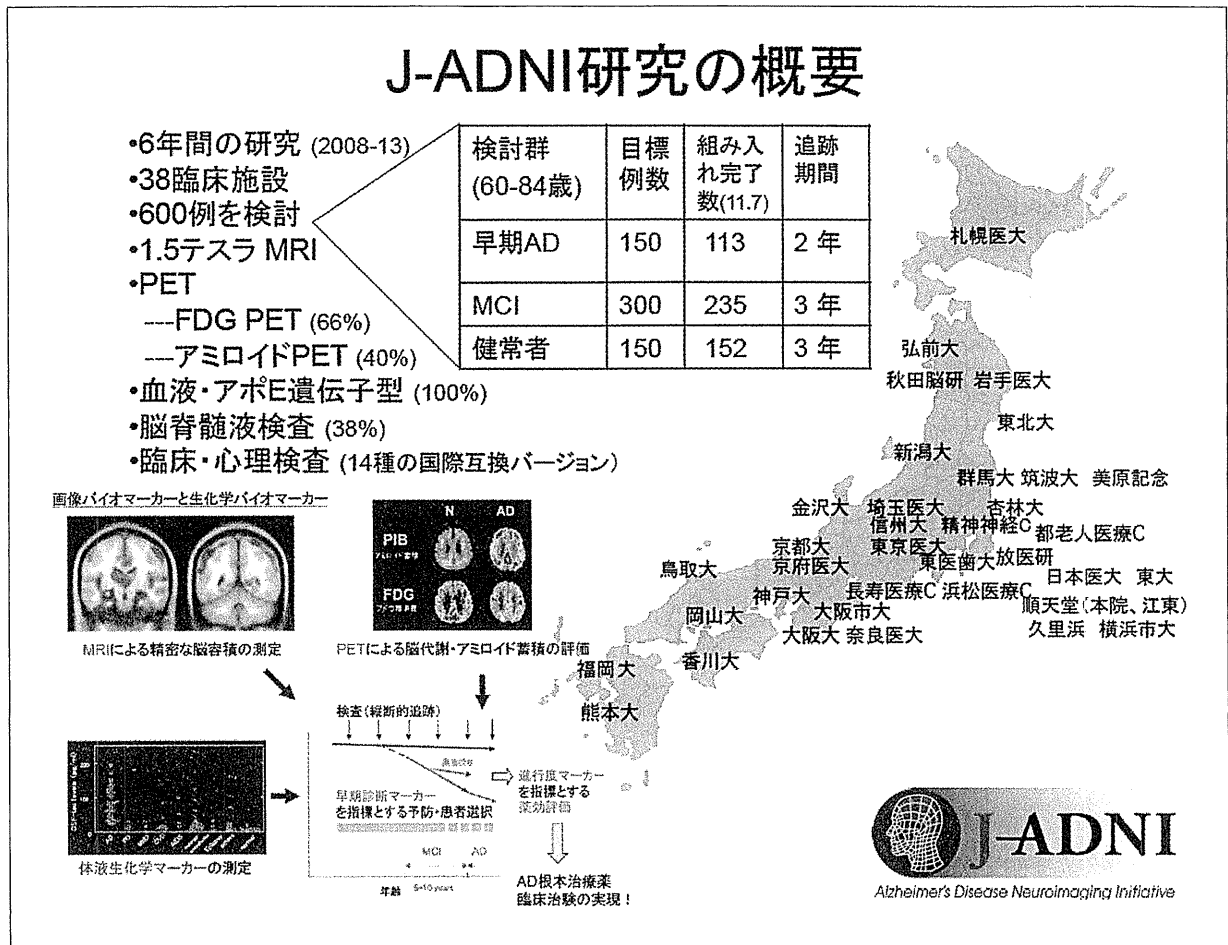 J-ADNI研究の概要
•6年間の研究 (2008-13)
•38臨床施設
•600例を検討
•1.5テスラ MRI
•PET
---FDG PET (66%)
---アミロイドPET (40%)
•血液・アポE遺伝子型 (100%)
•脳脊髄液検査 (38%)
•臨床・心理検査 (14種の国際互換バージョン)
検討群 (60-84歳) 目標例数 組み入れ完了数(11.7) 追跡期間
早期AD 150 113 2 年
MCI 300 235 3 年
健常者 150 152 3 年
札幌医大
弘前大
秋田脳研 岩手医大
東北大
新潟大
群馬大 筑波大 美原記念
金沢大 埼玉医大 杏林大
信州大 精神神経C 都老人医療C
京都大 東京医大
鳥取大 京府医大 東医歯大 放医研
日本医大 東大
神戸大 長寿医療C 浜松医療C
岡山大 大阪市大 順天堂(本院、江東)
大阪大 奈良医大 久里浜 横浜市大
福岡大 香川大
熊本大
画像バイオマーカーと生化学バイオマーカー
MRIによる精密な脳容積の測定
N AD
PIB
FDG
PETによる脳代謝・アミロイド蓄積の評価
体液生化学マーカーの測定
検査(縦断的追跡)
早期診断マーカー
を指標とする予防・患者選択
進行度マーカー
を指標とする
薬効評価
MCI AD
年齢 5-10 years
AD根本治療薬
臨床治験の実現！
J-ADNI
Alzheimer's Disease Neuroimaging Initiative